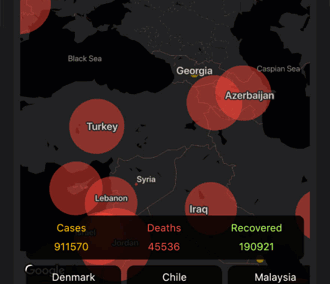 Black Sea
Georgia
Caspian Sea
Azerbaijan
Turkey
Syria
Lebanon
Iraq
Cases Deaths Recovered
911570 45536 190921
Jordan
Google
Denmark Chile Malaysia